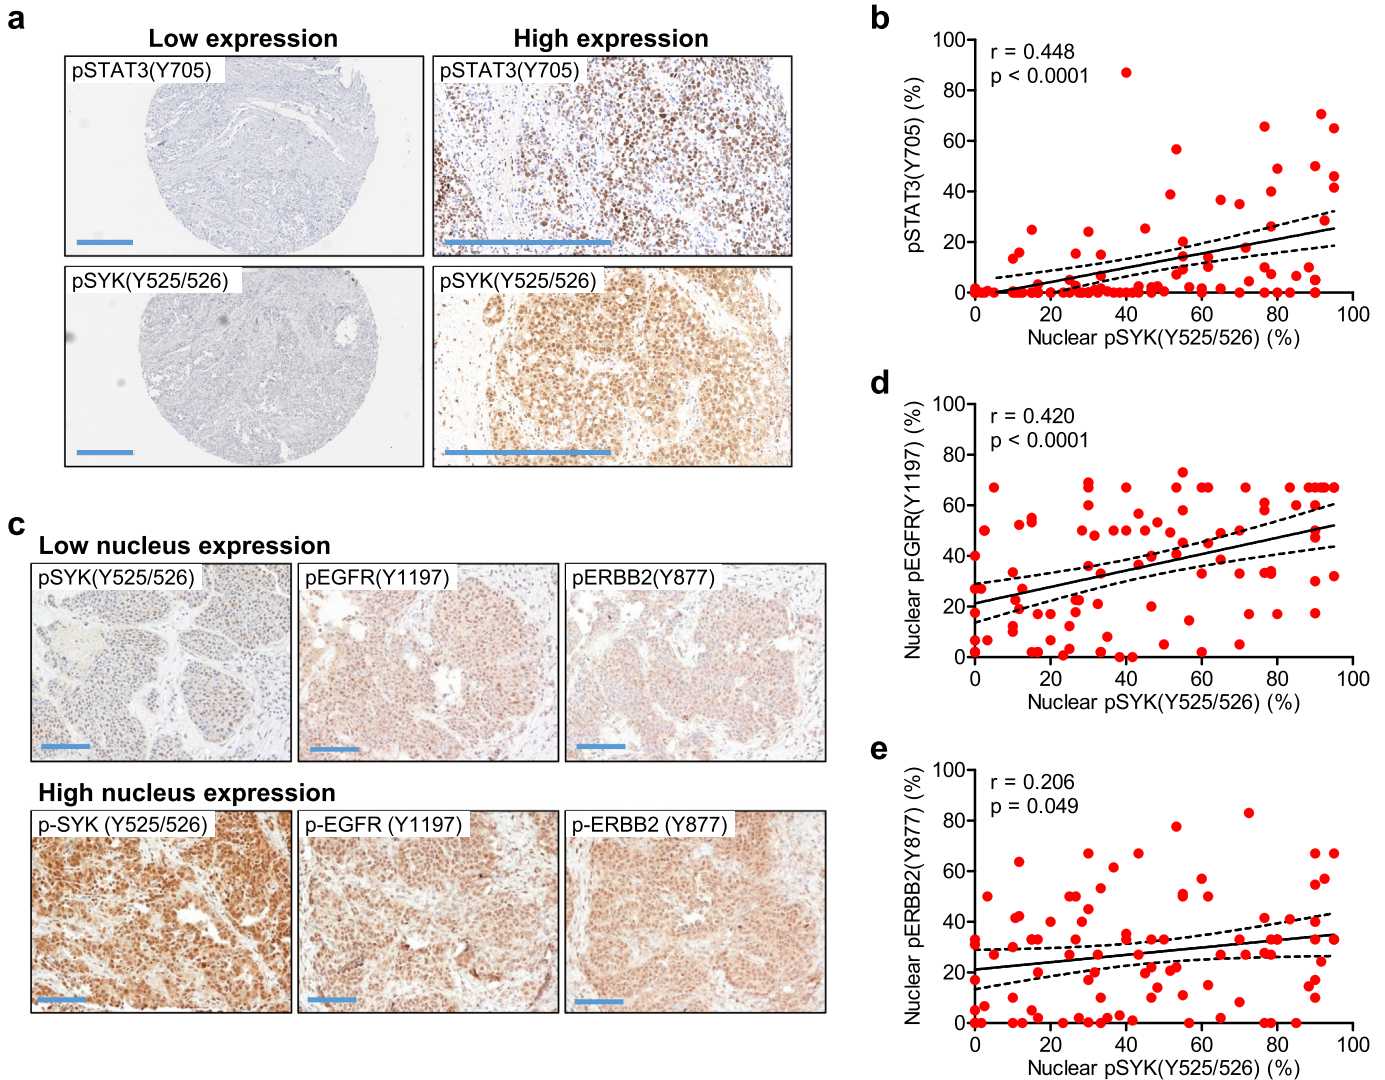 a
Low expression
High expression
pSTAT3(Y705)
pSTAT3(Y705)
pSYK(Y525/526)
pSYK(Y525/526)
b
r = 0.448
p < 0.0001
pSTAT3(Y705) (%)
100
80
60
40
20
0
0 20 40 60 80 100
Nuclear pSYK(Y525/526) (%)
c
Low nucleus expression
pSYK(Y525/526)
pEGFR(Y1197)
pERBB2(Y877)
High nucleus expression
p-SYK (Y525/526)
p-EGFR (Y1197)
p-ERBB2 (Y877)
d
r = 0.420
p < 0.0001
Nuclear pEGFR(Y1197) (%)
100
80
60
40
20
0
0 20 40 60 80 100
Nuclear pSYK(Y525/526) (%)
e
r = 0.206
p = 0.049
Nuclear pERBB2(Y877) (%)
100
80
60
40
20
0
0 20 40 60 80 100
Nuclear pSYK(Y525/526) (%)